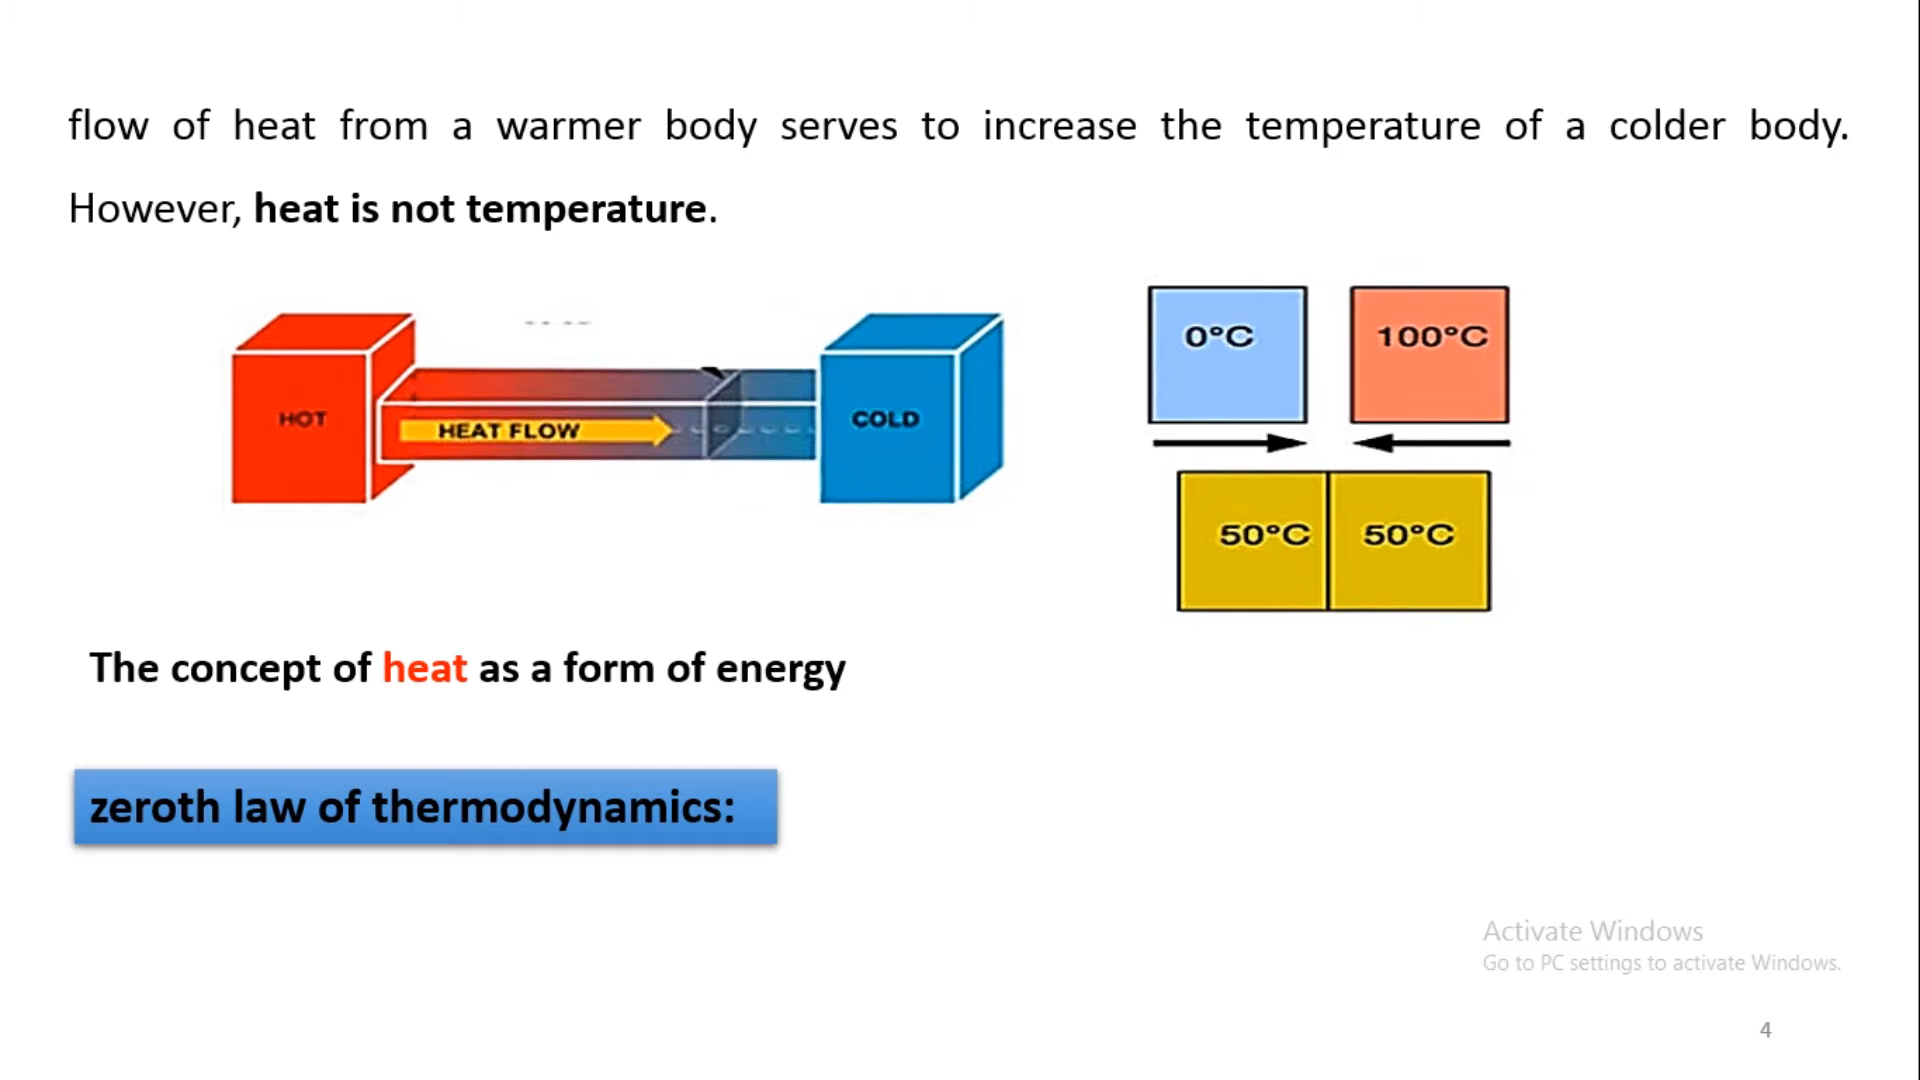 flow of heat from a warmer body serves to increase the temperature of a colder body.
However, heat is not temperature.
HOT
HEAT FLOW
COLD
0°C
100°C
50°C
50°C
The concept of heat as a form of energy
zeroth law of thermodynamics:
Activate Windows
Go to PC settings to activate Windows.
4